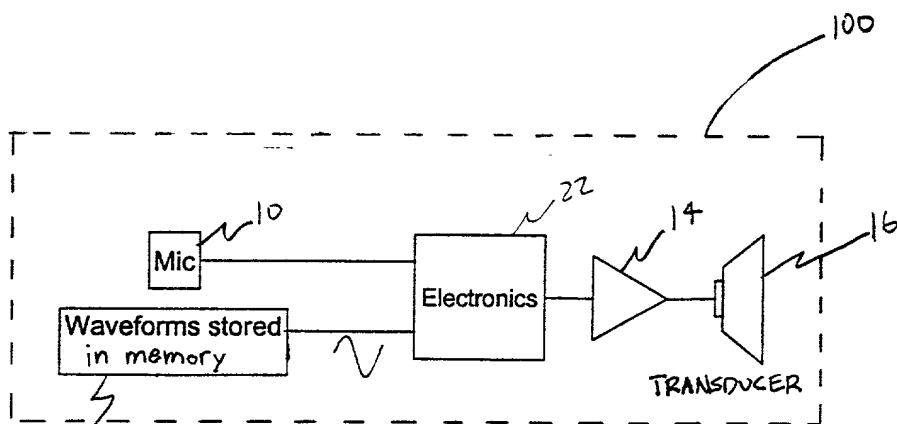 100
10
22
14
16
Mic
Electronics
Waveforms stored
in memory
TRANSDUCER